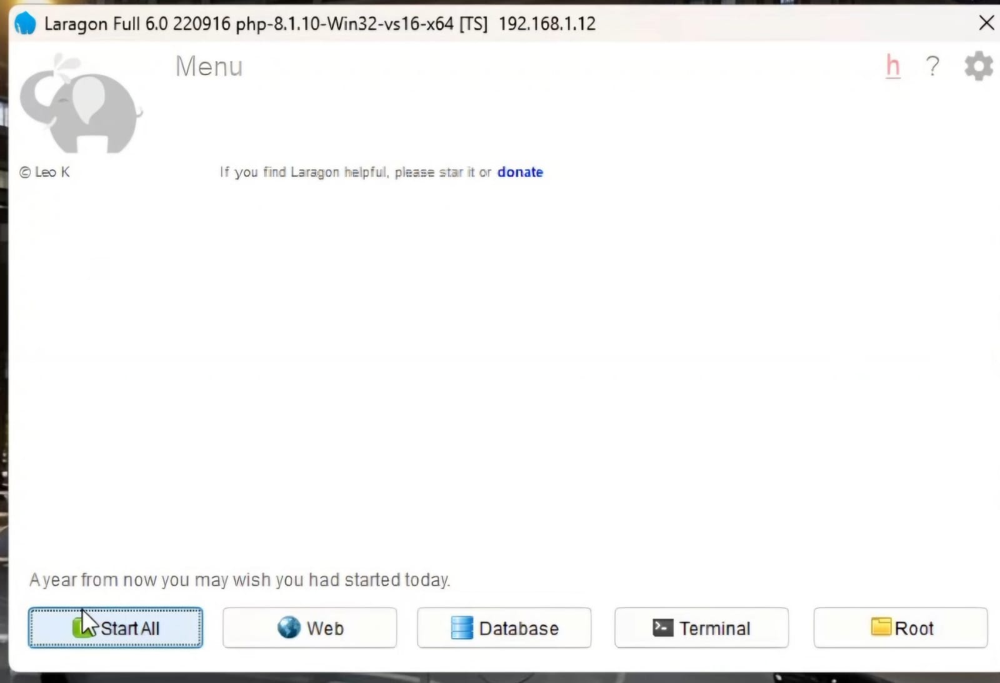 Laragon Full 6.0 220916 php-8.1.10-Win32-vs16-x64 [TS] 192.168.1.12
Menu
h ?
© Leo K
If you find Laragon helpful, please star it or donate
A year from now you may wish you had started today.
Start All
Web
Database
Terminal
Root